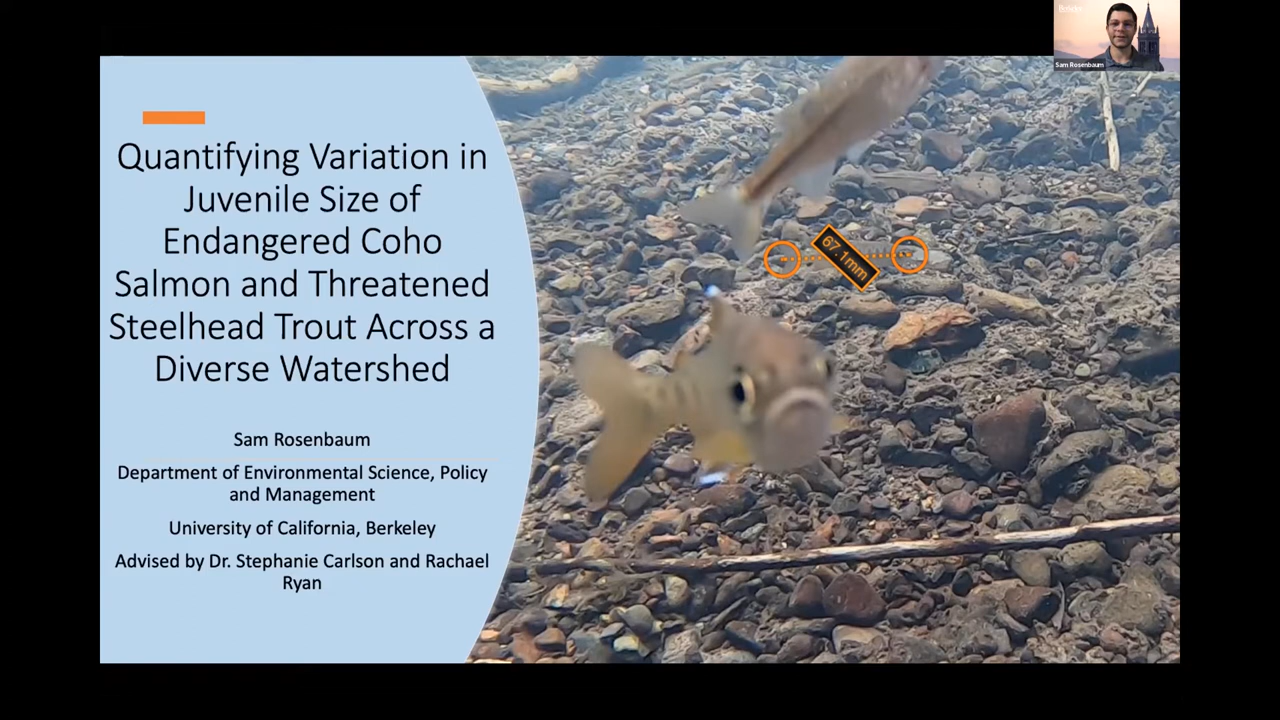 Quantifying Variation in
Juvenile Size of
Endangered Coho
Salmon and Threatened
Steelhead Trout Across a
Diverse Watershed
Sam Rosenbaum
Department of Environmental Science, Policy
and Management
University of California, Berkeley
Advised by Dr. Stephanie Carlson and Rachael
Ryan
67.1mm
Sam Rosenbaum